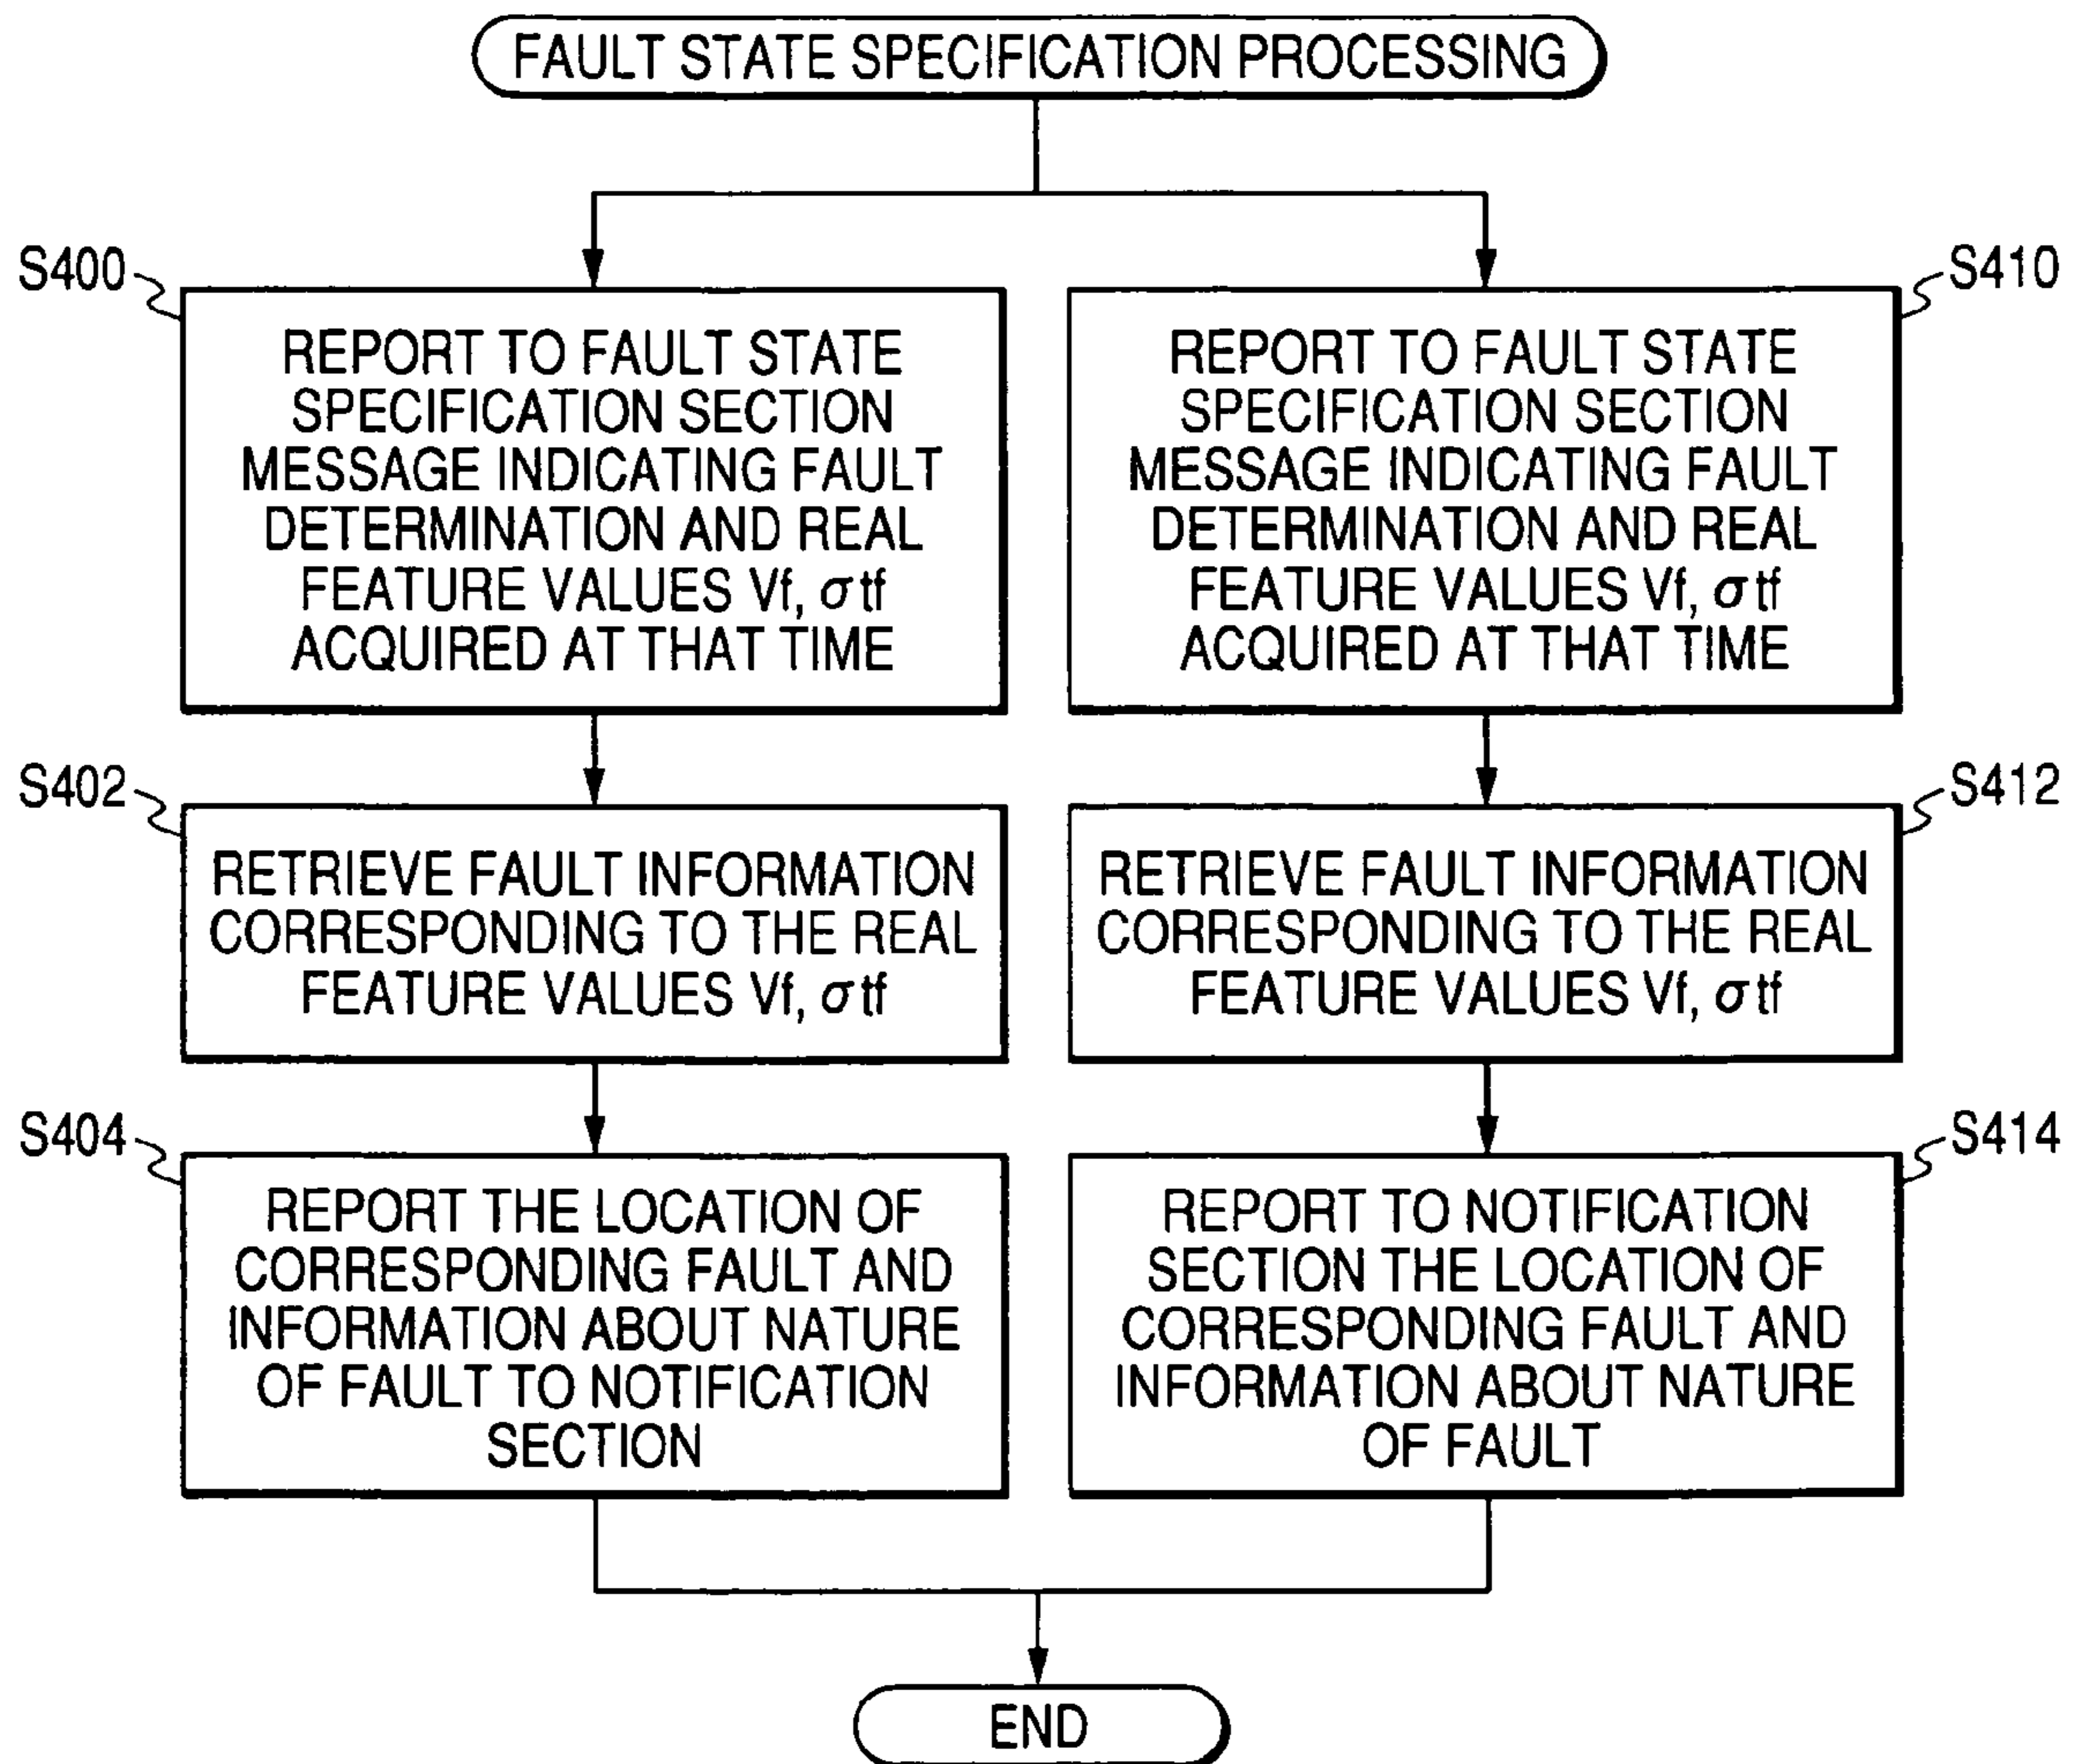 FAULT STATE SPECIFICATION PROCESSING
S400
REPORT TO FAULT STATE
SPECIFICATION SECTION
MESSAGE INDICATING FAULT
DETERMINATION AND REAL
FEATURE VALUES Vf, σtf
ACQUIRED AT THAT TIME
S410
REPORT TO FAULT STATE
SPECIFICATION SECTION
MESSAGE INDICATING FAULT
DETERMINATION AND REAL
FEATURE VALUES Vf, σtf
ACQUIRED AT THAT TIME
S402
RETRIEVE FAULT INFORMATION
CORRESPONDING TO THE REAL
FEATURE VALUES Vf, σtf
S412
RETRIEVE FAULT INFORMATION
CORRESPONDING TO THE REAL
FEATURE VALUES Vf, σtf
S404
REPORT THE LOCATION OF
CORRESPONDING FAULT AND
INFORMATION ABOUT NATURE
OF FAULT TO NOTIFICATION
SECTION
S414
REPORT TO NOTIFICATION
SECTION THE LOCATION OF
CORRESPONDING FAULT AND
INFORMATION ABOUT NATURE
OF FAULT
END